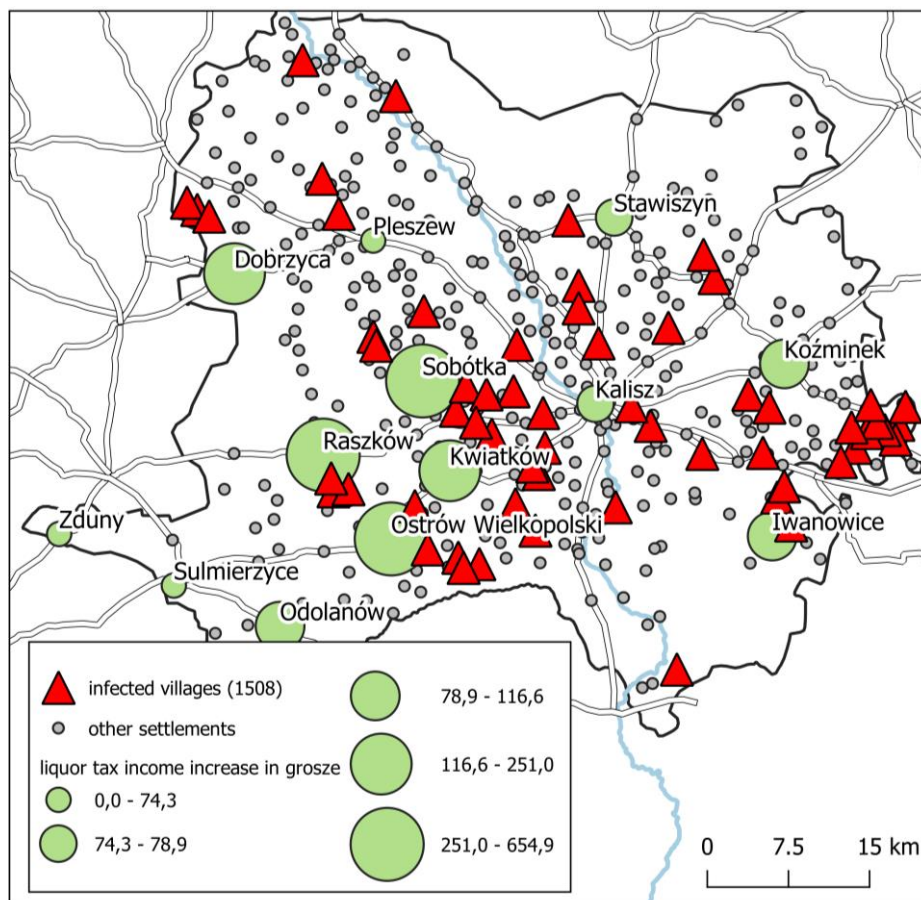 Stawiszyn
Pleszew
Dobrzyca
Koźminek
Sobótka
Kalisz
Raszków
Kwiatków
Zduny
Ostrów Wielkopolski
Iwanowice
Sulmierzyce
Odolanów
infected villages (1508)
other settlements
liquor tax income increase in grosze
0,0 - 74,3
74,3 - 78,9
78,9 - 116,6
116,6 - 251,0
251,0 - 654,9
0 7.5 15 km